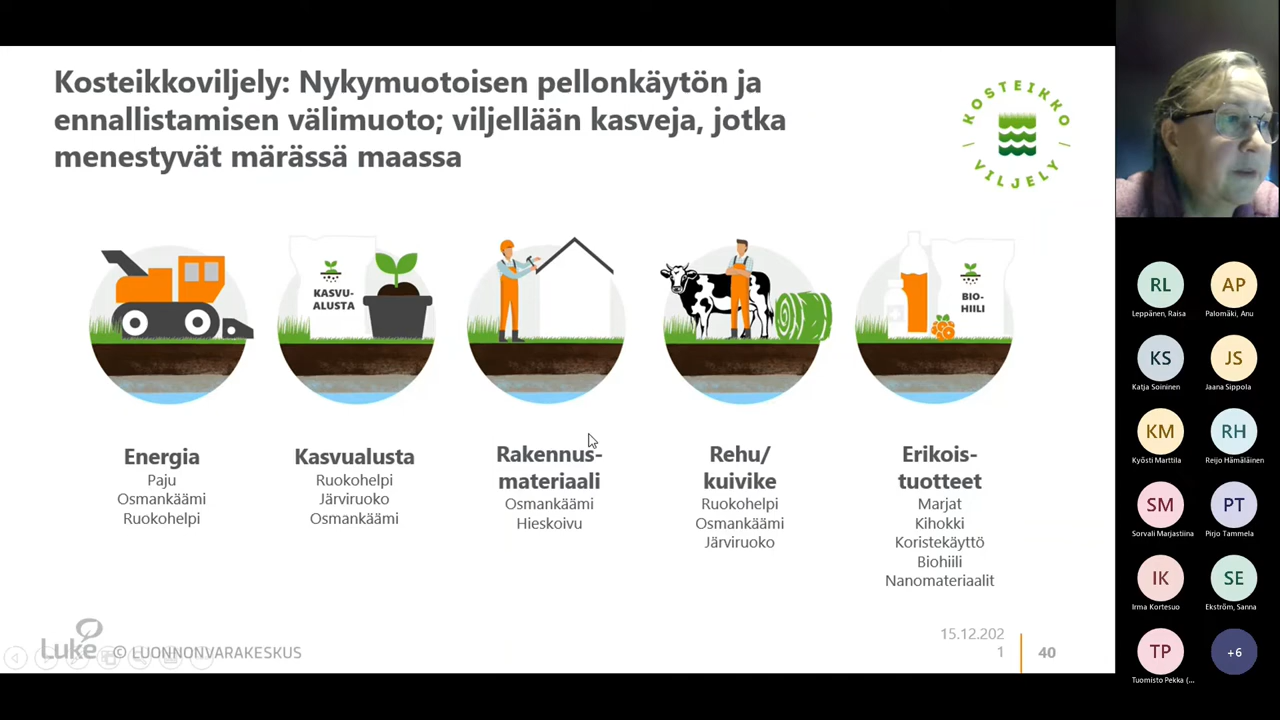 Kosteikkoviljely: Nykymuotoisen pellonkäytön ja
ennallistamisen välimuoto; viljellään kasveja, jotka
menestyvät märässä maassa
KOSTEIKKO
VILJELY
KASVU-
ALUSTA
BIO-
HIILI
Energia
Paju
Osmankäämi
Ruokohelpi
Kasvualusta
Ruokohelpi
Järviruoko
Osmankäämi
Rakennus-
materiaali
Osmankäämi
Hieskoivu
Rehu/
kuivike
Ruokohelpi
Osmankäämi
Järviruoko
Erikois-
tuotteet
Marjat
Kihokki
Koristekäyttö
Biohiili
Nanomateriaalit
Luke
© LUONNONVARAKESKUS
15.12.202
1
40
RL
Leppänen, Raisa
AP
Palomäki, Anu
KS
Katja Soininen
JS
Jaana Sippola
KM
Kyösti Marttila
RH
Reijo Hämäläinen
SM
Sorvali Marjastiina
PT
Pirjo Tammela
IK
Irma Kortesuo
SE
Ekström, Sanna
TP
Tuomisto Pekka (...
+6